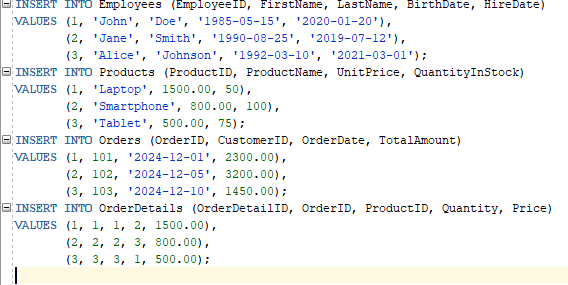 INSERT INTO Employees (EmployeeID, FirstName, LastName, BirthDate, HireDate)
VALUES (1, 'John', 'Doe', '1985-05-15', '2020-01-20'),
(2, 'Jane', 'Smith', '1990-08-25', '2019-07-12'),
(3, 'Alice', 'Johnson', '1992-03-10', '2021-03-01');
INSERT INTO Products (ProductID, ProductName, UnitPrice, QuantityInStock)
VALUES (1, 'Laptop', 1500.00, 50),
(2, 'Smartphone', 800.00, 100),
(3, 'Tablet', 500.00, 75);
INSERT INTO Orders (OrderID, CustomerID, OrderDate, TotalAmount)
VALUES (1, 101, '2024-12-01', 2300.00),
(2, 102, '2024-12-05', 3200.00),
(3, 103, '2024-12-10', 1450.00);
INSERT INTO OrderDetails (OrderDetailID, OrderID, ProductID, Quantity, Price)
VALUES (1, 1, 1, 2, 1500.00),
(2, 2, 2, 3, 800.00),
(3, 3, 3, 1, 500.00);